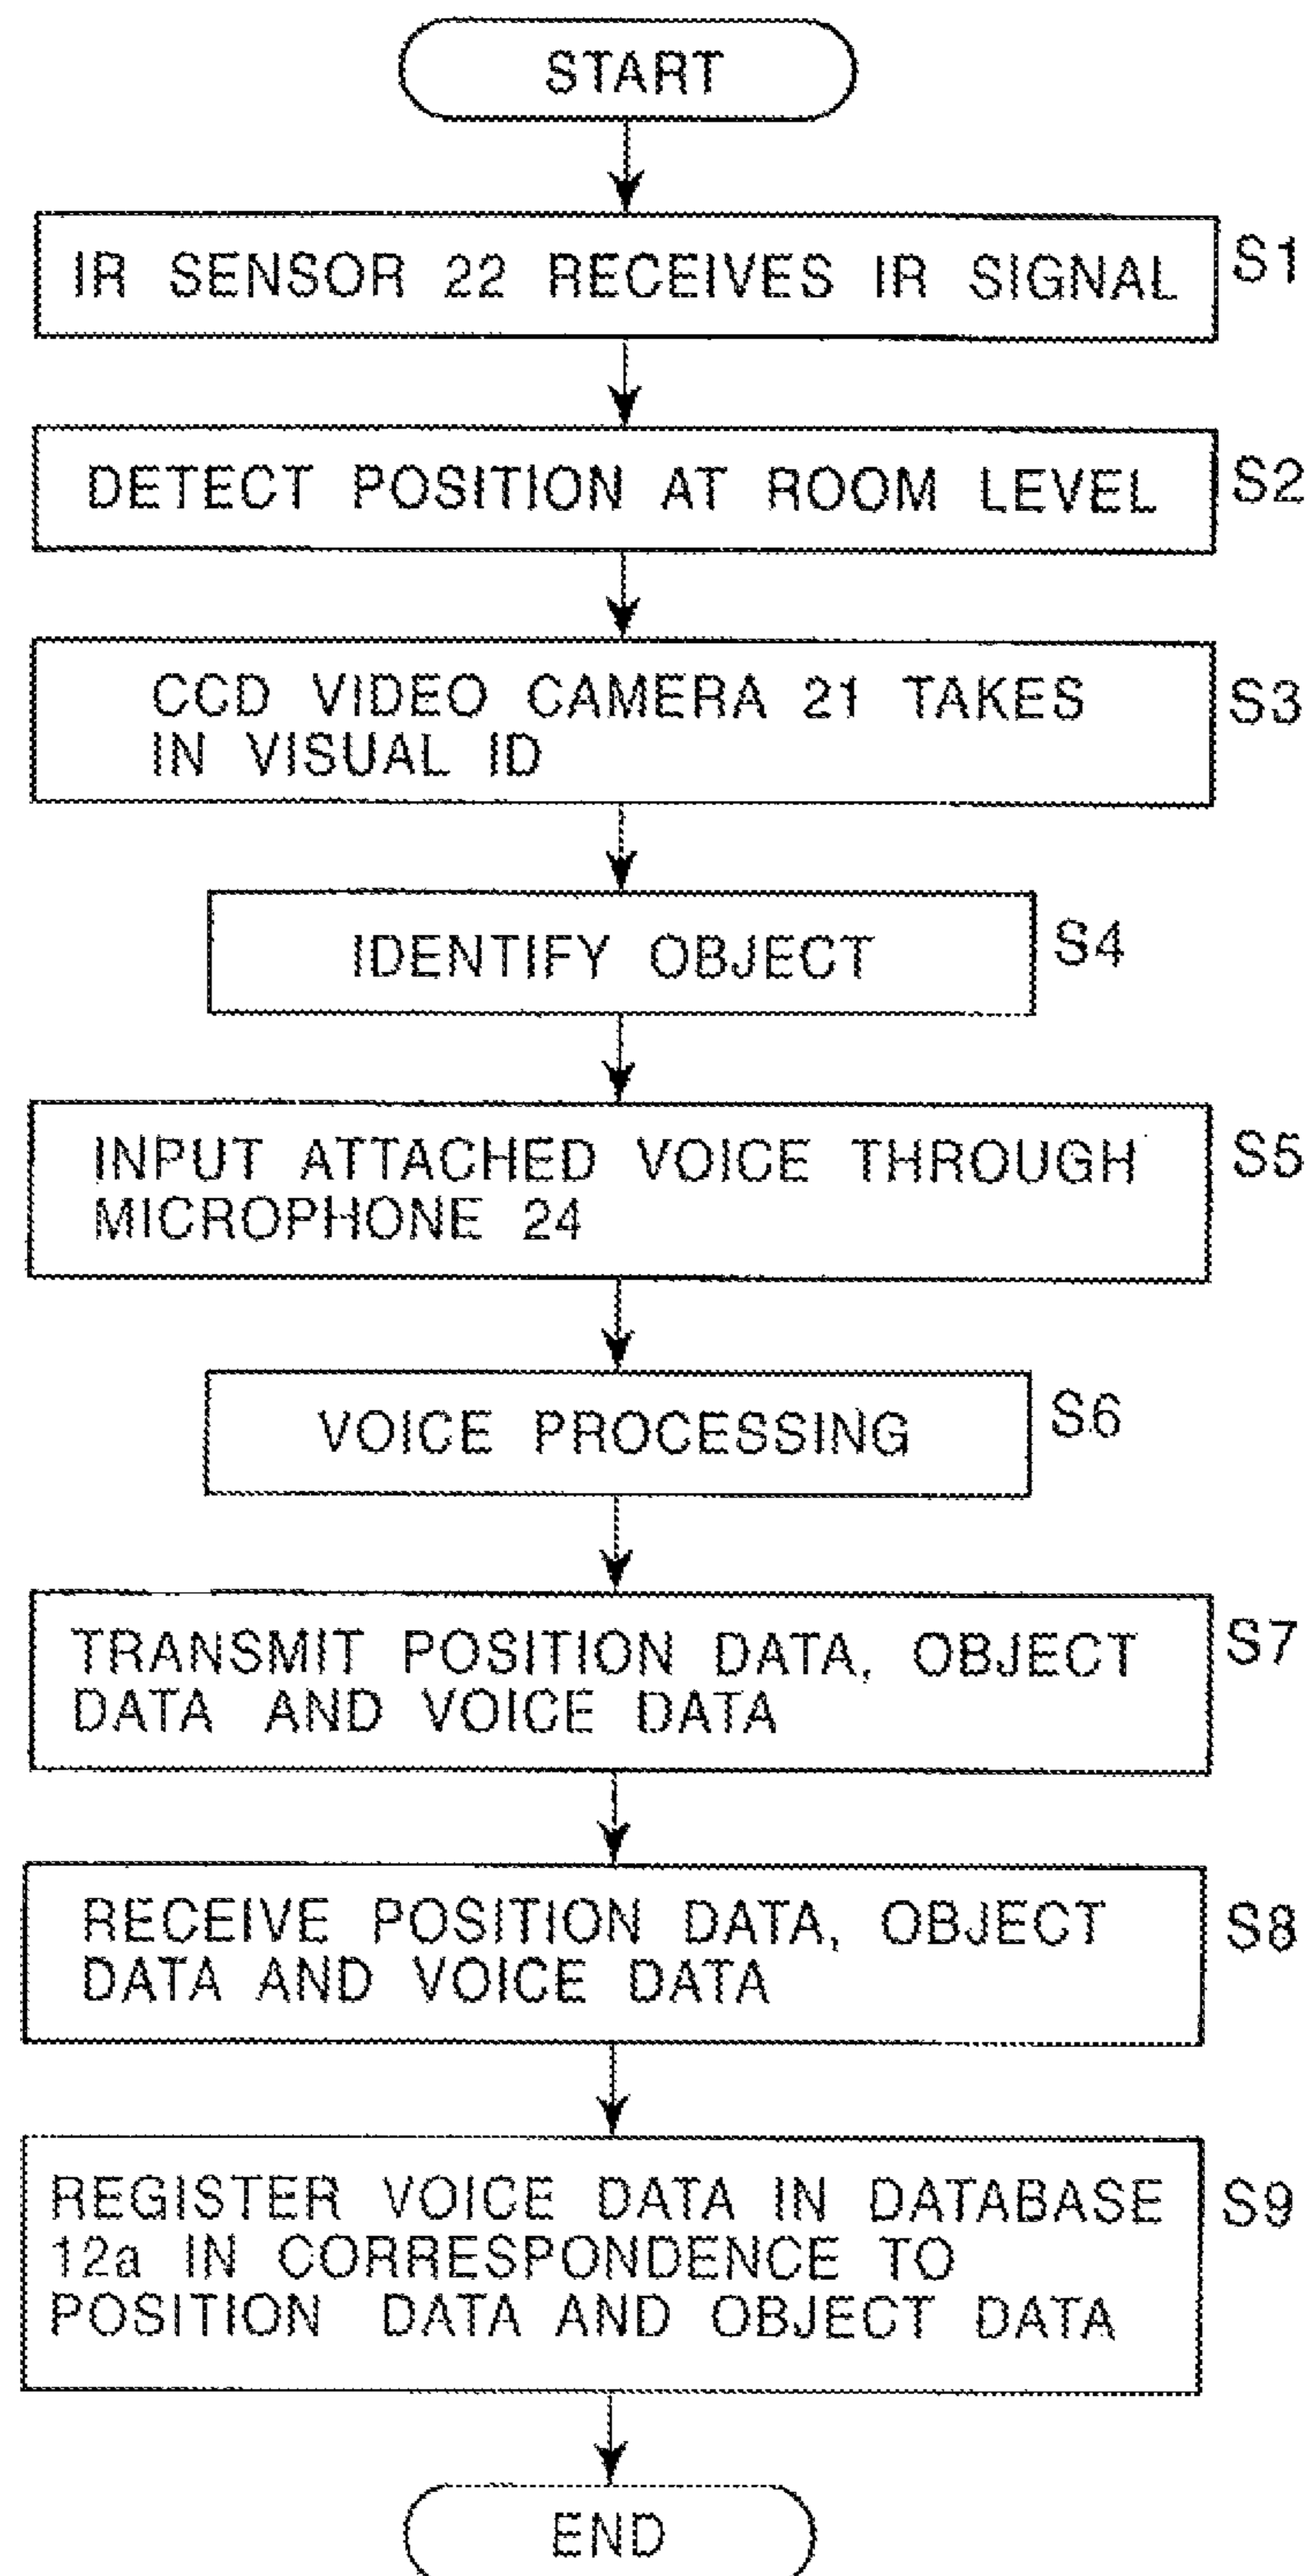 START
IR SENSOR 22 RECEIVES IR SIGNAL
S1
DETECT POSITION AT ROOM LEVEL
S2
CCD VIDEO CAMERA 21 TAKES
IN VISUAL ID
S3
IDENTIFY OBJECT
S4
INPUT ATTACHED VOICE THROUGH
MICROPHONE 24
S5
VOICE PROCESSING
S6
TRANSMIT POSITION DATA, OBJECT
DATA AND VOICE DATA
S7
RECEIVE POSITION DATA, OBJECT
DATA AND VOICE DATA
S8
REGISTER VOICE DATA IN DATABASE
12a IN CORRESPONDENCE TO
POSITION DATA AND OBJECT DATA
S9
END